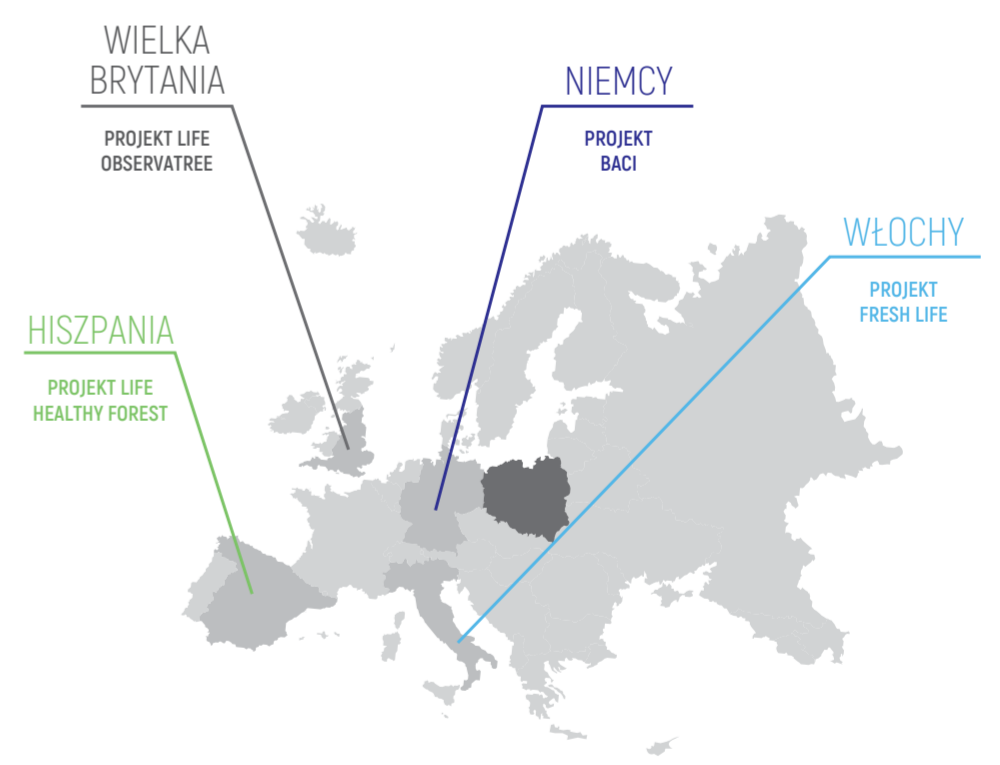 WIELKA
BRYTANIA
PROJEKT LIFE
OBSERVATREE
NIEMCY
PROJEKT
BACI
WŁOCHY
PROJEKT
FRESH LIFE
HISZPANIA
PROJEKT LIFE
HEALTHY FOREST